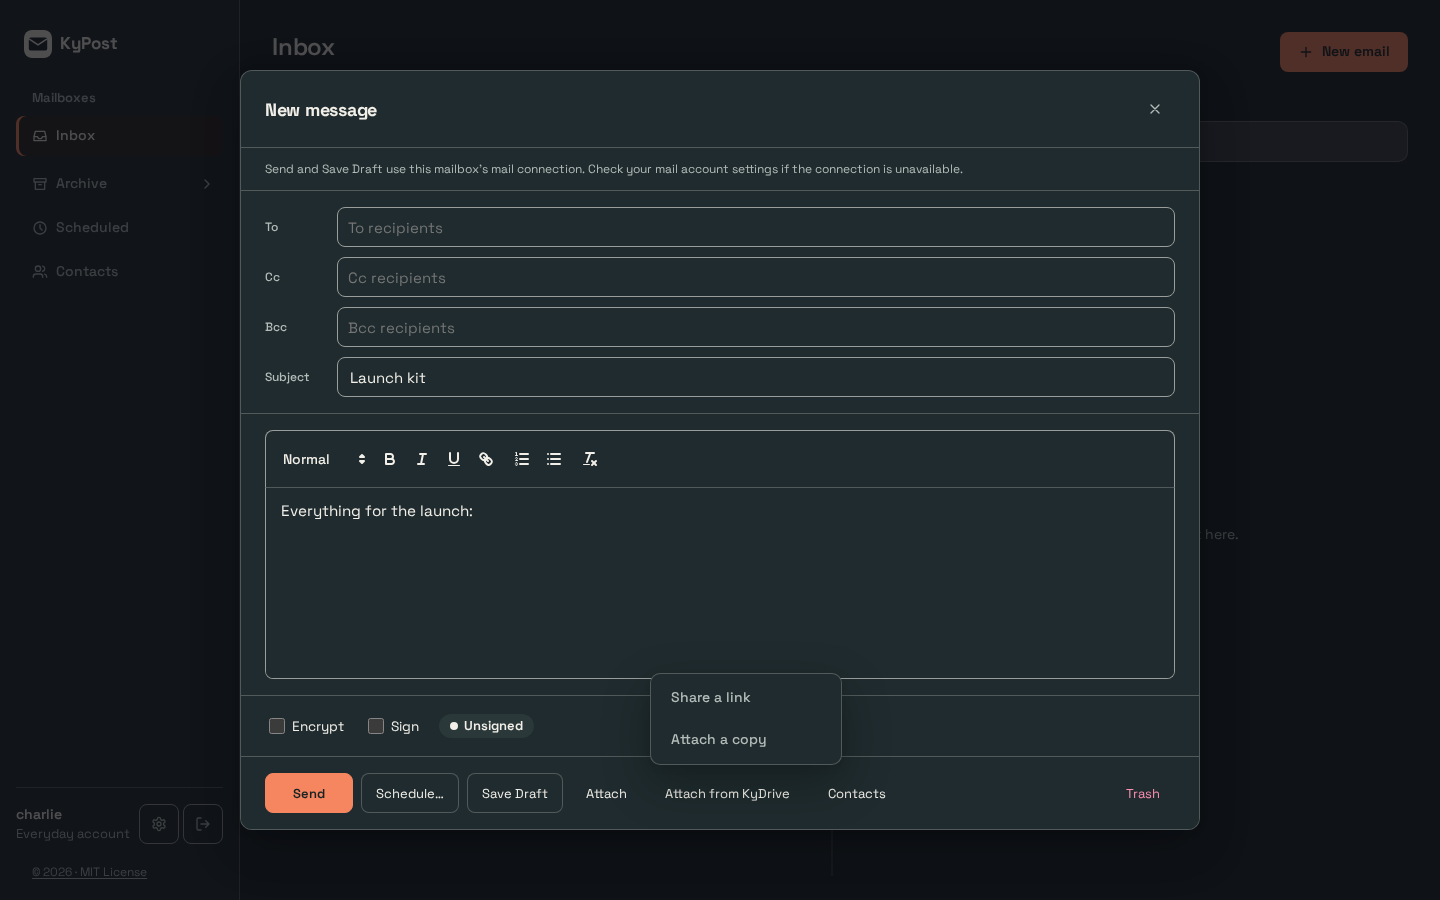 KyPost
Inbox
New email
Mailboxes
Inbox
Archive
Scheduled
Contacts
New message
Send and Save Draft use this mailbox's mail connection. Check your mail account settings if the connection is unavailable.
To
To recipients
Cc
Cc recipients
Bcc
Bcc recipients
Subject
Launch kit
Normal
Everything for the launch:
here.
Share a link
Attach a copy
Encrypt
Sign
Unsigned
Send
Schedule...
Save Draft
Attach
Attach from KyDrive
Contacts
Trash
charlie
Everyday account
© 2026 · MIT License